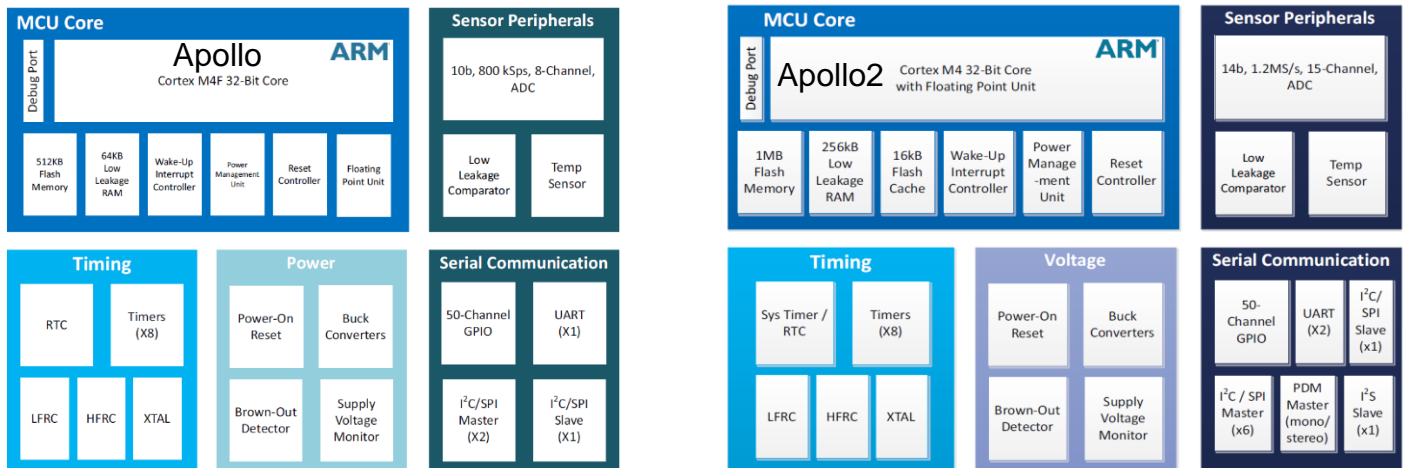 MCU Core
Debug Port
Apollo
ARM
Cortex M4F 32-Bit Core
512KB
Flash
Memory
64KB
Low
Leakage
RAM
Wake-Up
Interrupt
Controller
Power
Management
Unit
Reset
Controller
Floating
Point Unit
Sensor Peripherals
10b, 800 kSps, 8-Channel,
ADC
Low
Leakage
Comparator
Temp
Sensor
Timing
RTC
Timers
(X8)
LFRC
HFRC
XTAL
Power
Power-On
Reset
Buck
Converters
Brown-Out
Detector
Supply
Voltage
Monitor
Serial Communication
50-Channel
GPIO
UART
(X1)
I²C/SPI
Master
(X2)
I²C/SPI
Slave
(X1)
MCU Core
Debug Port
Apollo2
ARM
Cortex M4 32-Bit Core
with Floating Point Unit
1MB
Flash
Memory
256kB
Low
Leakage
RAM
16kB
Flash
Cache
Wake-Up
Interrupt
Controller
Power
Manage
-ment
Unit
Reset
Controller
Sensor Peripherals
14b, 1.2MS/s, 15-Channel,
ADC
Low
Leakage
Comparator
Temp
Sensor
Timing
Sys Timer /
RTC
Timers
(X8)
LFRC
HFRC
XTAL
Voltage
Power-On
Reset
Buck
Converters
Brown-Out
Detector
Supply
Voltage
Monitor
Serial Communication
50-
Channel
GPIO
UART
(X2)
I²C/
SPI
Slave
(x1)
I²C / SPI
Master
(x6)
PDM
Master
(mono/
stereo)
I²S
Slave
(x1)